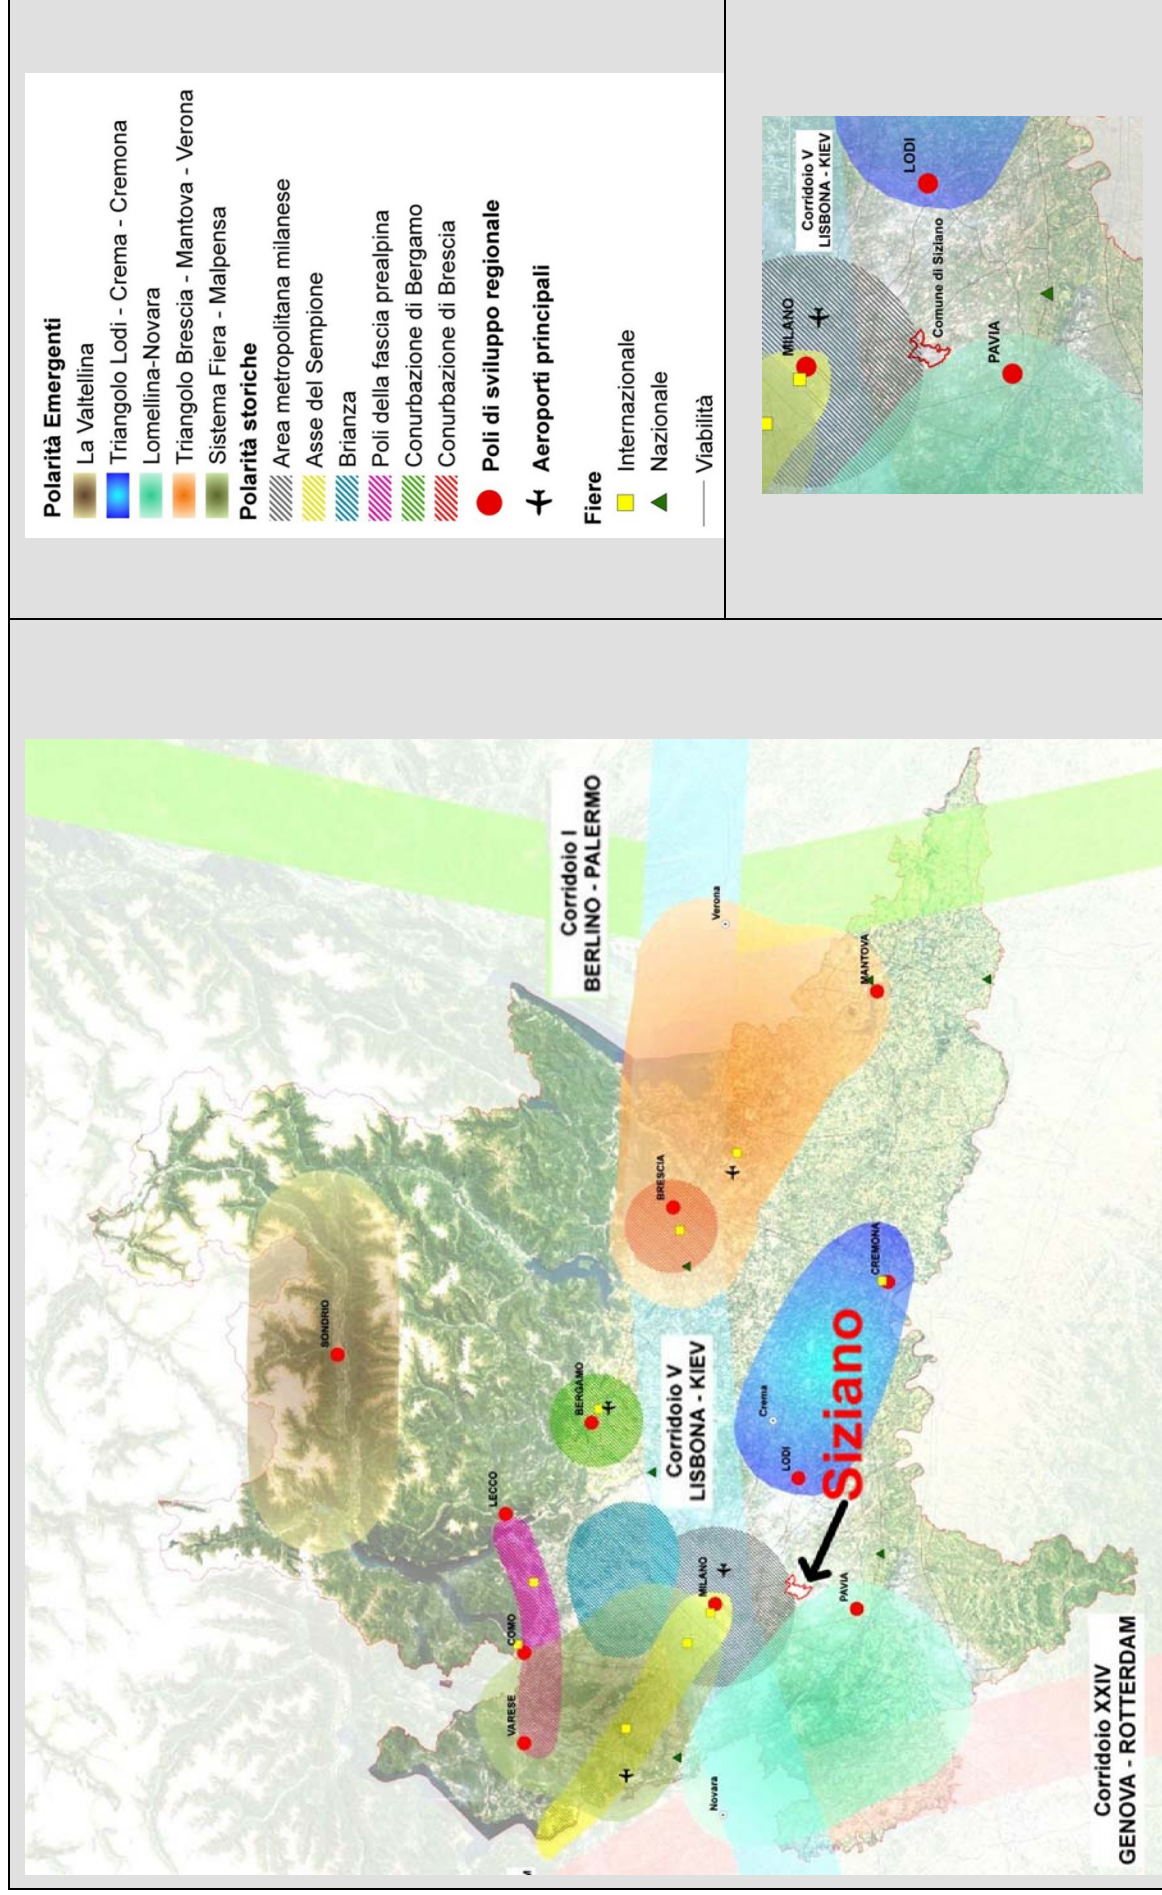 Polarità Emergenti
La Valtellina
Triangolo Lodi - Crema - Cremona
Lomellina-Novara
Triangolo Brescia - Mantova - Verona
Sistema Fiera - Malpensa
Polarità storiche
Area metropolitana milanese
Asse del Sempione
Brianza
Poli della fascia prealpina
Conurbazione di Bergamo
Conurbazione di Brescia
Poli di sviluppo regionale
Aeroporti principali
Fiere
Internazionale
Nazionale
Viabilità
Corridoio V
LISBONA - KIEV
LODI
MILANO
Comune di Siziano
PAVIA
Corridoio I
BERLINO - PALERMO
Verona
MANTOVA
SONDRIO
BRESCIA
BERGAMO
CREMONA
Corridoio V
LISBONA - KIEV
Crema
LECCO
LODI
Siziano
COMO
MILANO
VARESE
PAVIA
Novara
Corridoio XXIV
GENOVA - ROTTERDAM